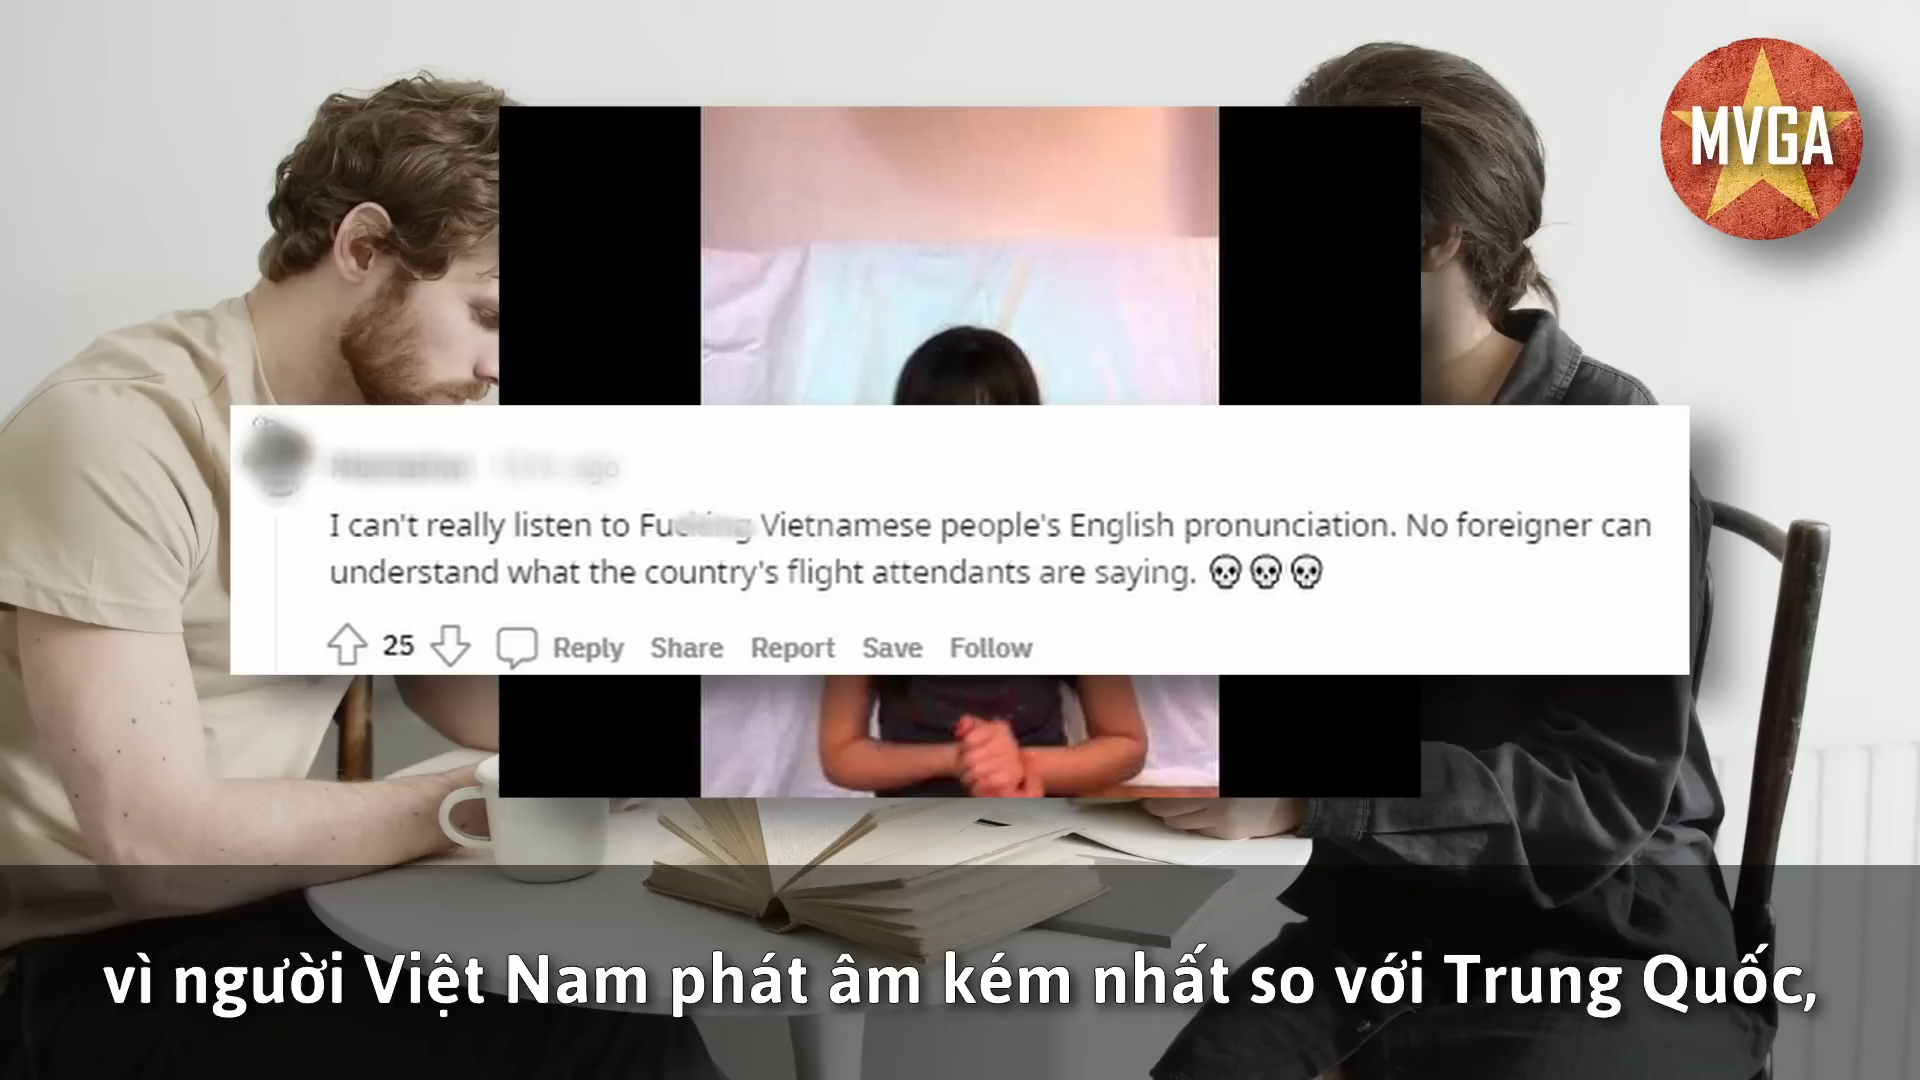 MVGA
ago
I can't really listen to Vietnamese people's English pronunciation. No foreigner can
understand what the country's flight attendants are saying. 💀💀💀
25 Reply Share Report Save Follow
vì người Việt Nam phát âm kém nhất so với Trung Quốc,